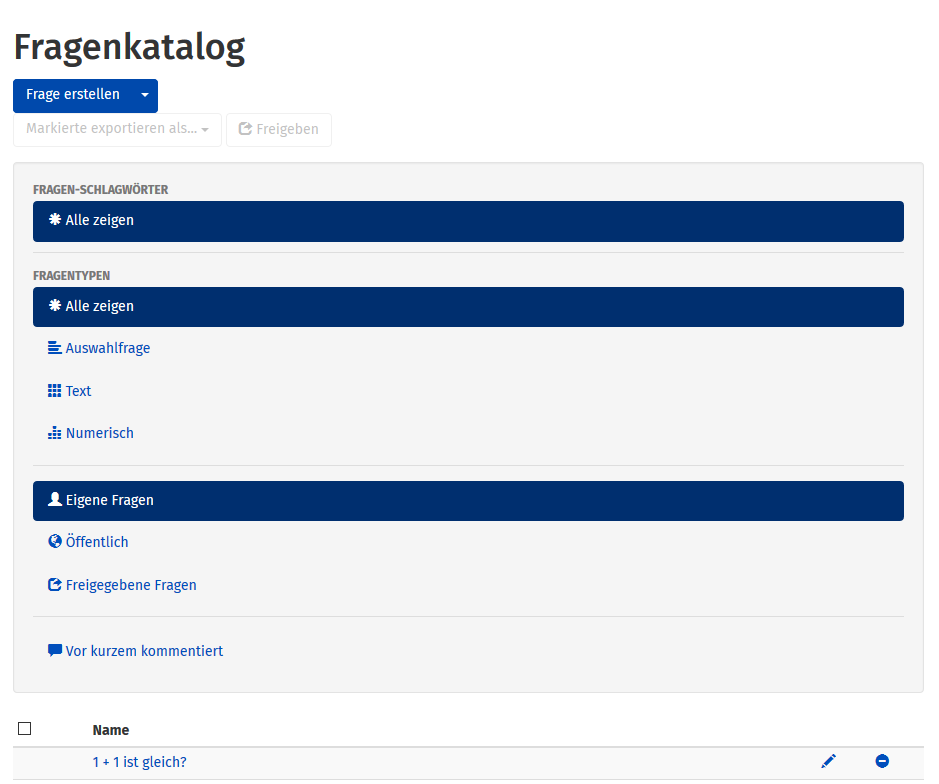 Fragenkatalog
Frage erstellen
Markierte exportieren als... Freigeben
FRAGEN-SCHLAGWÖRTER
Alle zeigen
FRAGENTYPEN
Alle zeigen
Auswahlfrage
Text
Numerisch
Eigene Fragen
Öffentlich
Freigegebene Fragen
Vor kurzem kommentiert
Name
1 + 1 ist gleich?